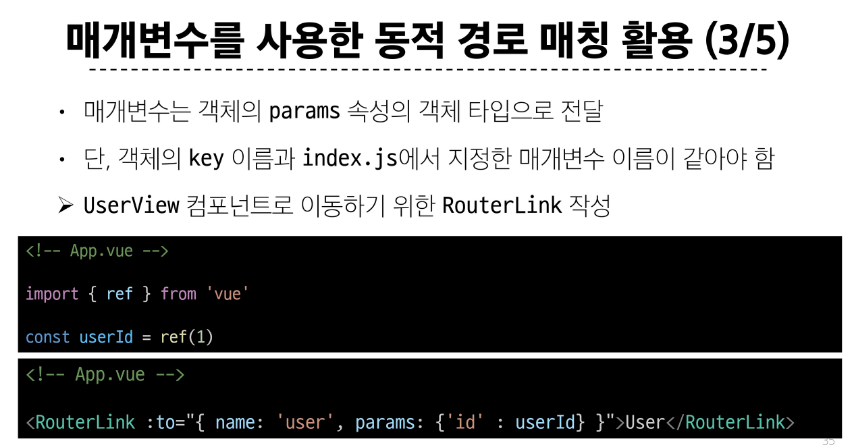 매개변수를 사용한 동적 경로 매칭 활용 (3/5)
• 매개변수는 객체의 params 속성의 객체 타입으로 전달
• 단, 객체의 key 이름과 index.js에서 지정한 매개변수 이름이 같아야 함
➢ UserView 컴포넌트로 이동하기 위한 RouterLink 작성
<!-- App.vue -->
import { ref } from 'vue'
const userId = ref(1)
<!-- App.vue -->
<RouterLink :to="{ name: 'user', params: {'id' : userId} }">User</RouterLink>
35